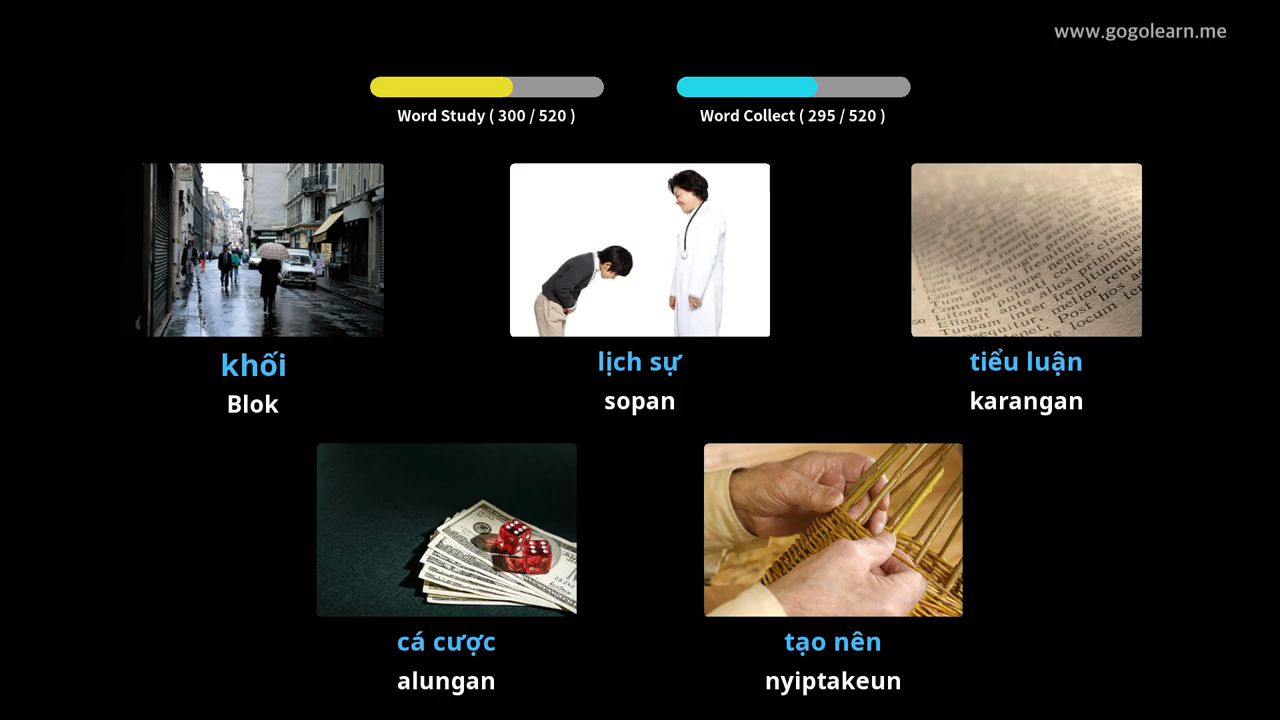 www.gogolearn.me
Word Study ( 300 / 520 )
Word Collect ( 295 / 520 )
khối
Blok
lịch sự
sopan
tiểu luận
karangan
cá cược
alungan
tạo nên
nyiptakeun